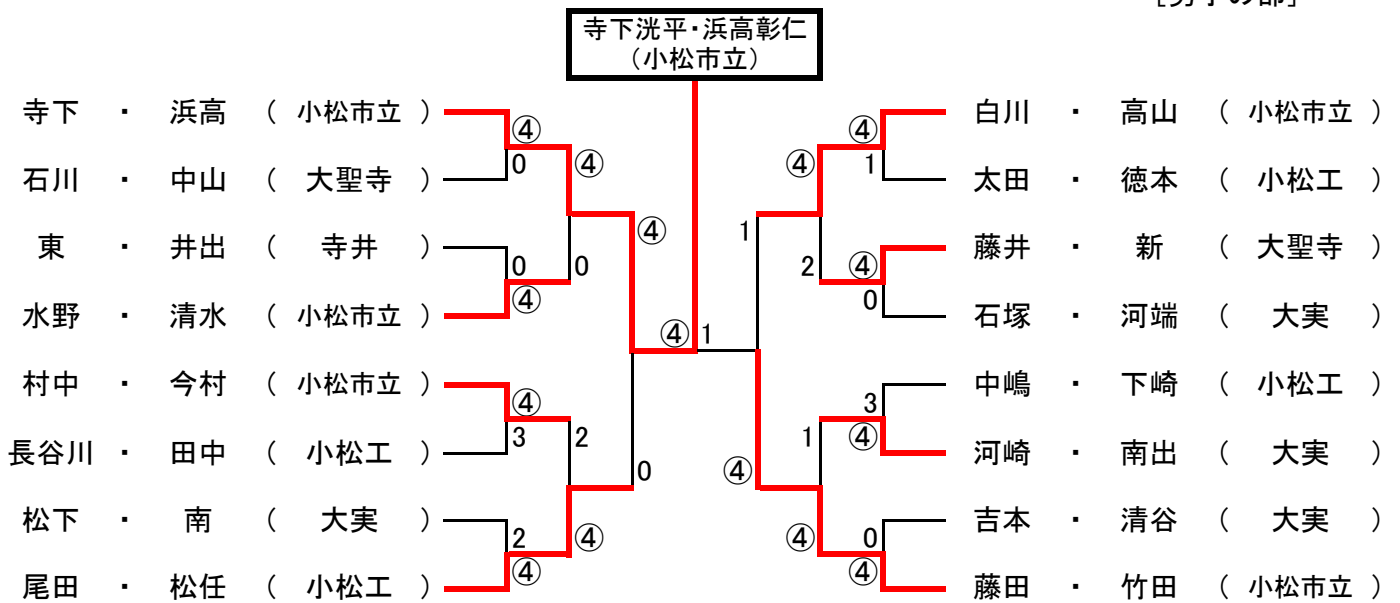 [男子の部]
寺下洸平・浜高彰仁
(小松市立)
寺下 ・ 浜高 ( 小松市立 )
④
0
石川 ・ 中山 ( 大聖寺 )
④
東 ・ 井出 ( 寺井 )
0
④
水野 ・ 清水 ( 小松市立 )
0
④
村中 ・ 今村 ( 小松市立 )
④
3
長谷川 ・ 田中 ( 小松工 )
2
松下 ・ 南 ( 大実 )
2
④
尾田 ・ 松任 ( 小松工 )
④
0
④ 1
白川 ・ 高山 ( 小松市立 )
④
1
太田 ・ 徳本 ( 小松工 )
④
藤井 ・ 新 ( 大聖寺 )
④
0
石塚 ・ 河端 ( 大実 )
2
1
中嶋 ・ 下崎 ( 小松工 )
3
④
河崎 ・ 南出 ( 大実 )
1
吉本 ・ 清谷 ( 大実 )
0
④
藤田 ・ 竹田 ( 小松市立 )
④
④